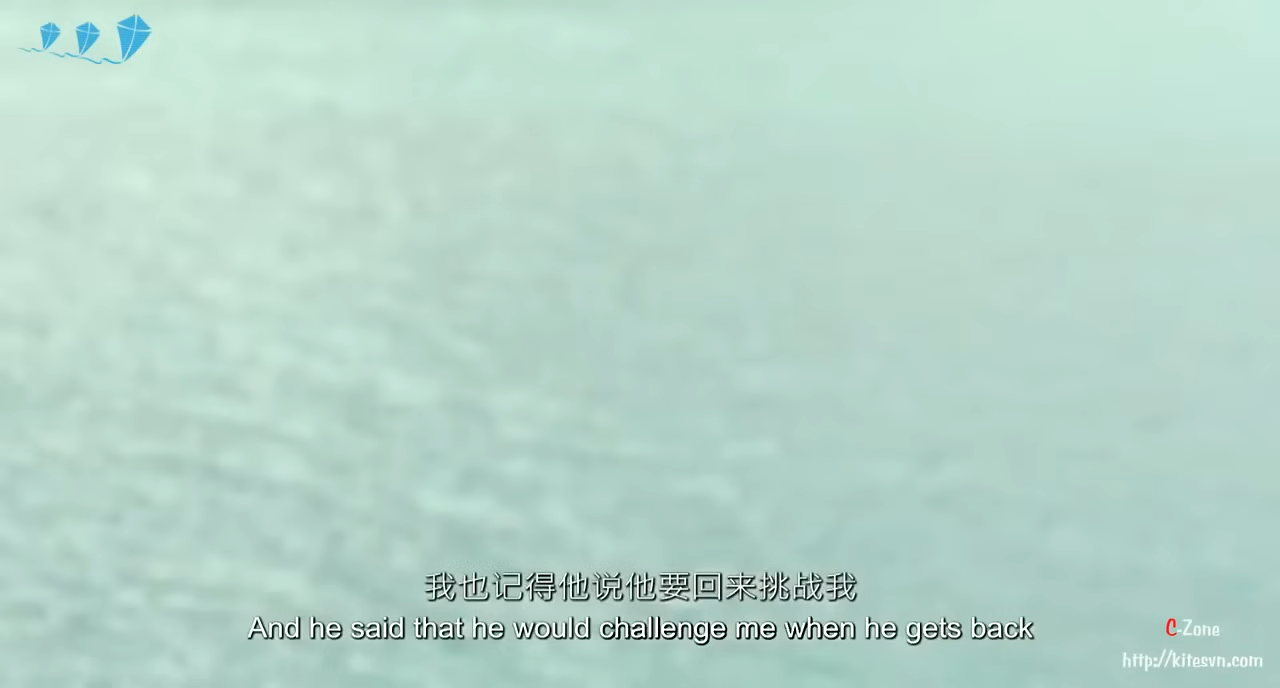 我也记得他说他要回来挑战我
And he said that he would challenge me when he gets back
C-Zone
http://kitesvn.com